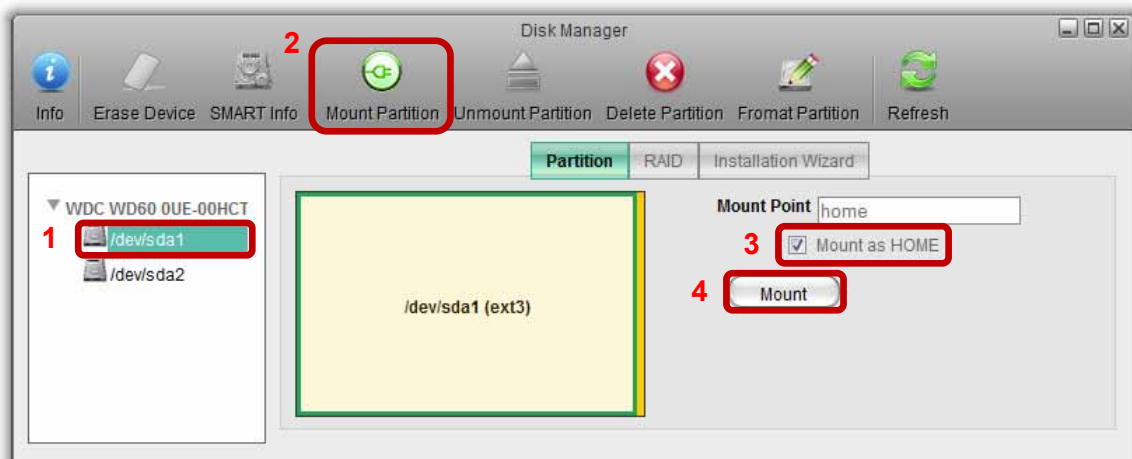 Disk Manager
2
Info
Erase Device
SMART Info
Mount Partition
Unmount Partition
Delete Partition
Fromat Partition
Refresh
Partition
RAID
Installation Wizard
WDC WD60 0UE-00HCT
1
/dev/sda1
/dev/sda2
/dev/sda1 (ext3)
Mount Point home
3
Mount as HOME
4
Mount